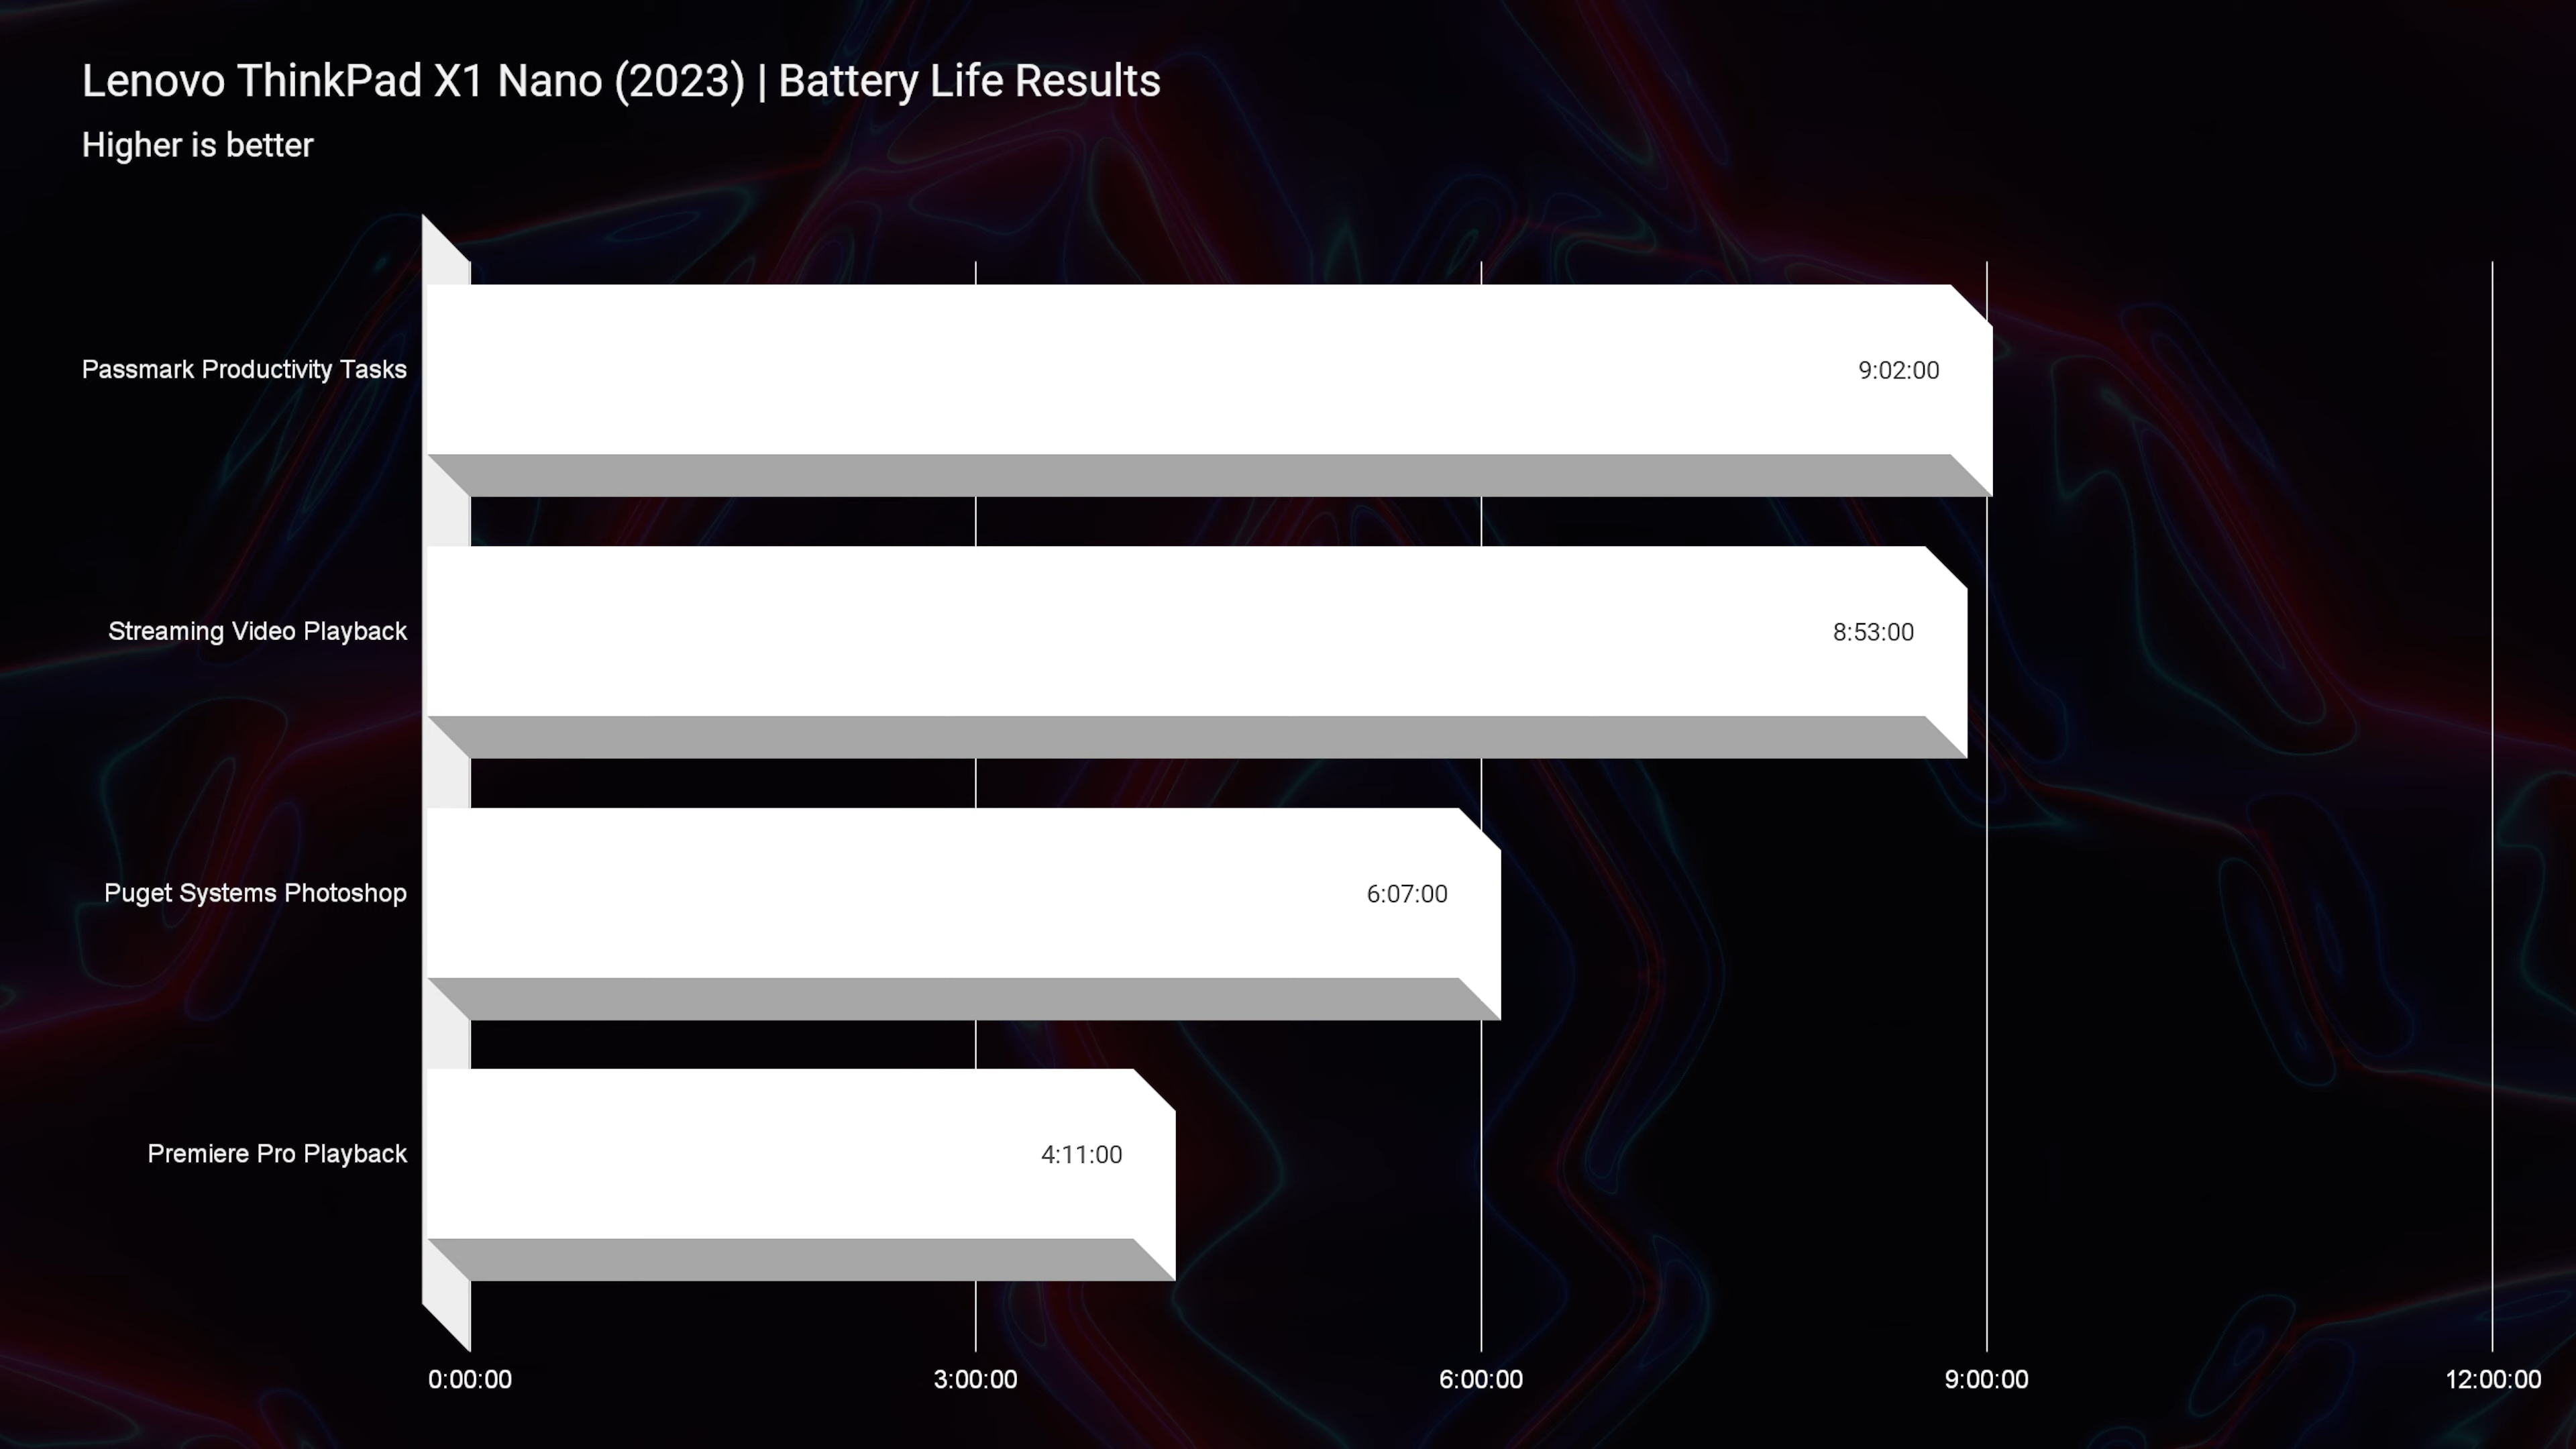 Lenovo ThinkPad X1 Nano (2023) | Battery Life Results
Higher is better
Passmark Productivity Tasks
9:02:00
Streaming Video Playback
8:53:00
Puget Systems Photoshop
6:07:00
Premiere Pro Playback
4:11:00
0:00:00
3:00:00
6:00:00
9:00:00
12:00:00